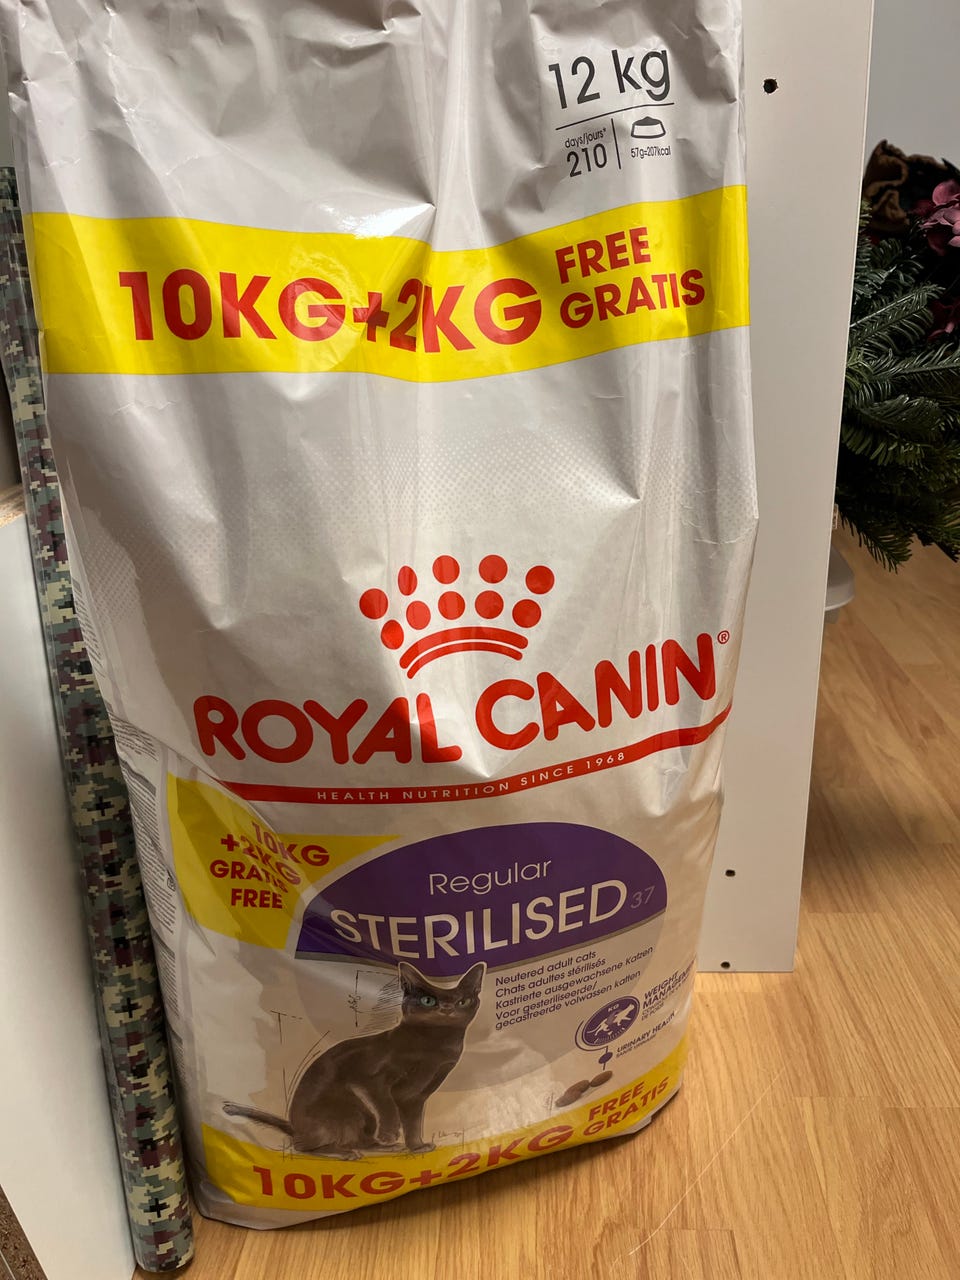 12 kg
days/jours*
210
57g=207kcal
10KG+2KG FREE
GRATIS
ROYAL CANIN®
HEALTH NUTRITION SINCE 1968
10KG
+2KG
GRATIS
FREE
Regular
STERILISED 37
Neutered adult cats
Chats adultes stérilisés
Kastrierte ausgewachsene Katzen
Voor gesteriliseerde/
gecastreerde volwassen katten
KG
WEIGHT
URINARY HEALTH
10KG+2KG FREE
GRATIS